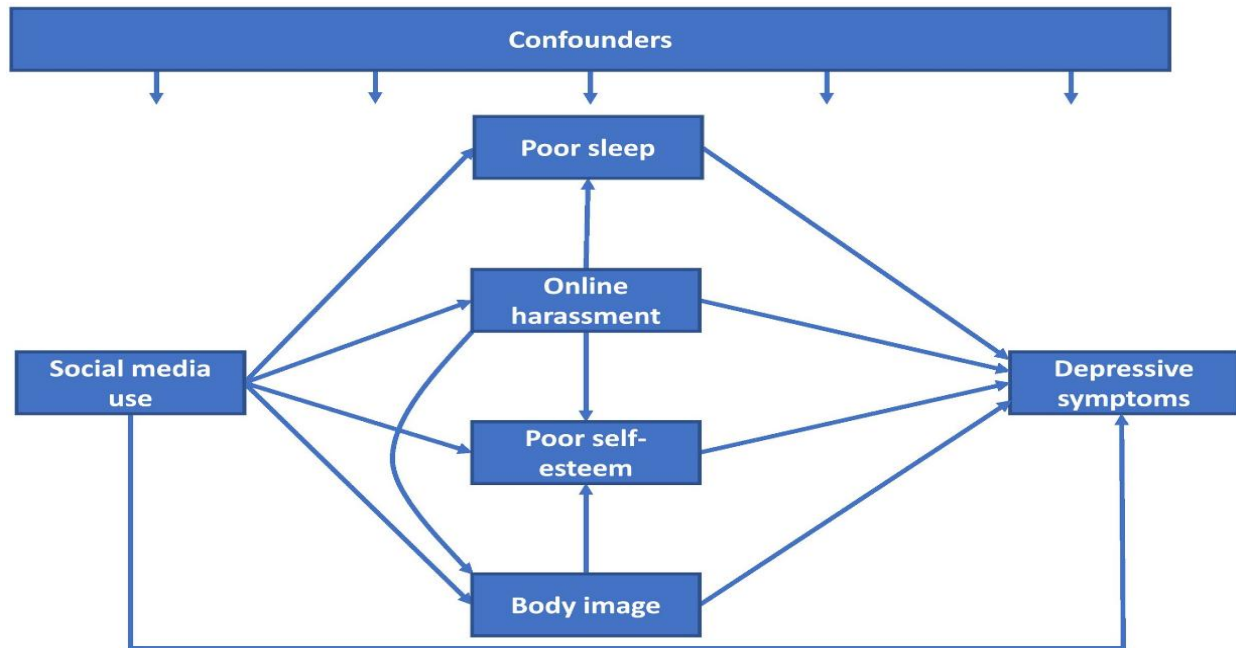 Confounders
Poor sleep
Online
harassment
Social media
use
Depressive
symptoms
Poor self-
esteem
Body image